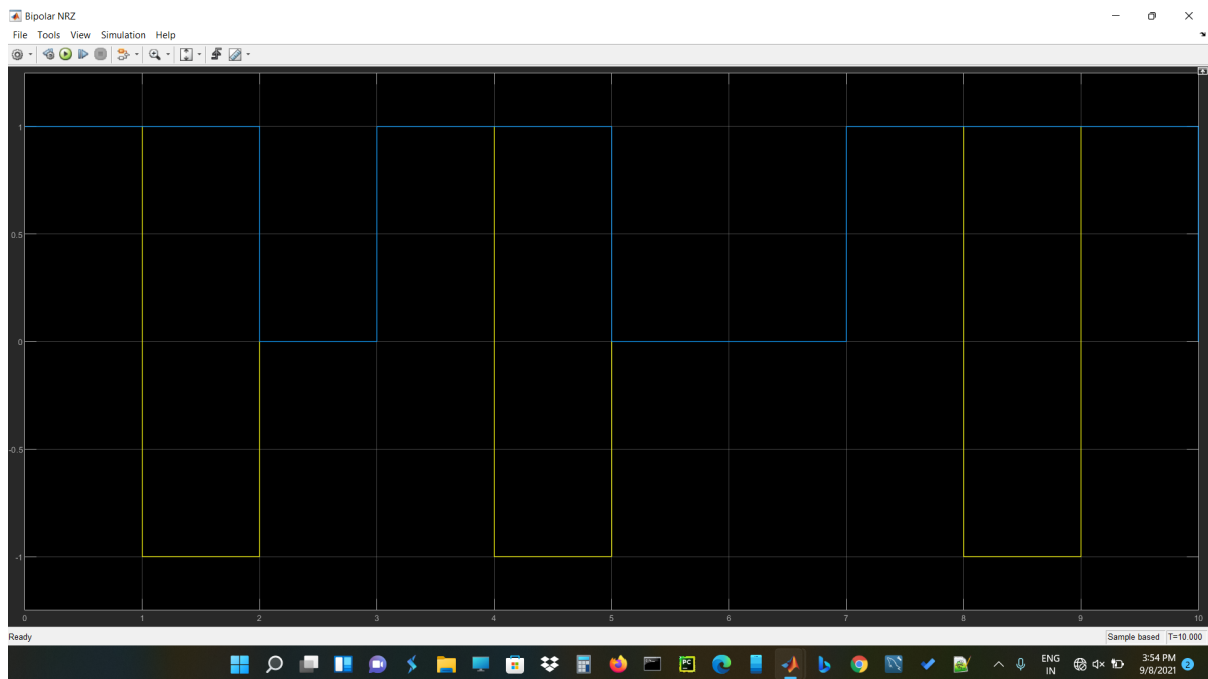 Bipolar NRZ
File Tools View Simulation Help
1
0.5
0
-0.5
-1
0 1 2 3 4 5 6 7 8 9 10
Ready
Sample based T=10.000
PC
ENG
IN
3:54 PM
9/8/2021
2